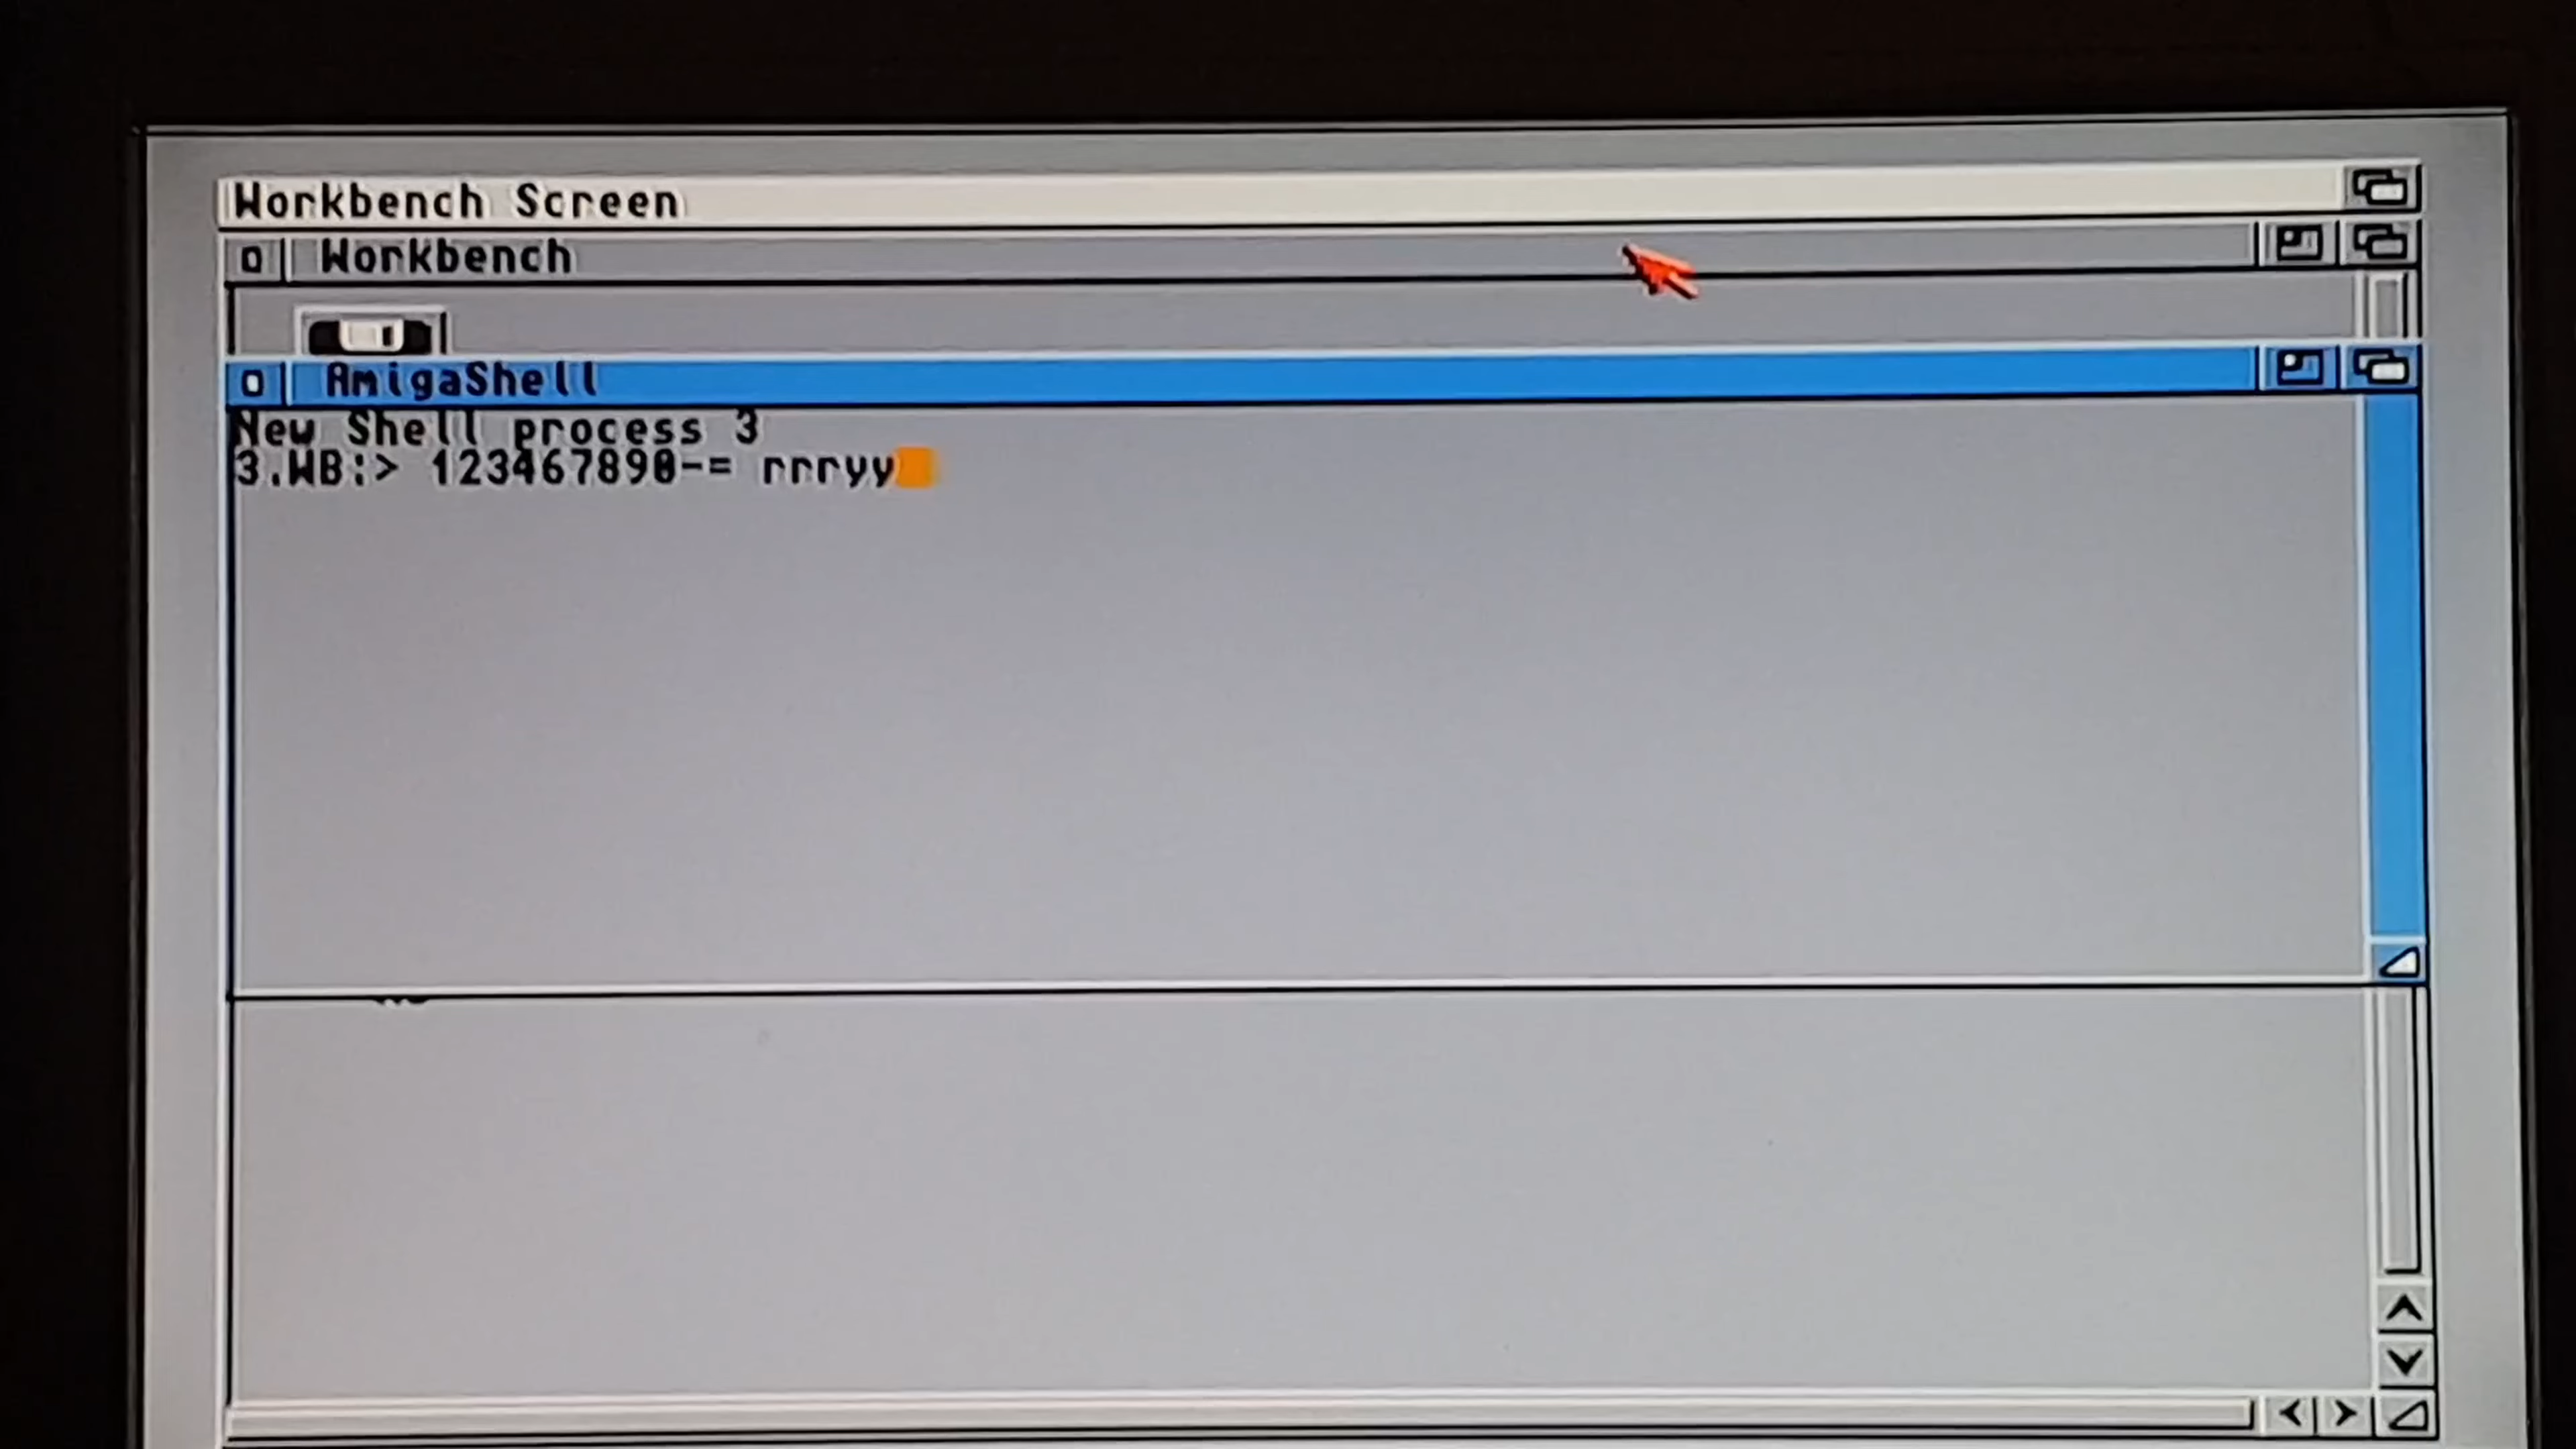 Workbench Screen
Workbench
AmigaShell
New Shell process 3
3.WB:> 123467890-= rrryy